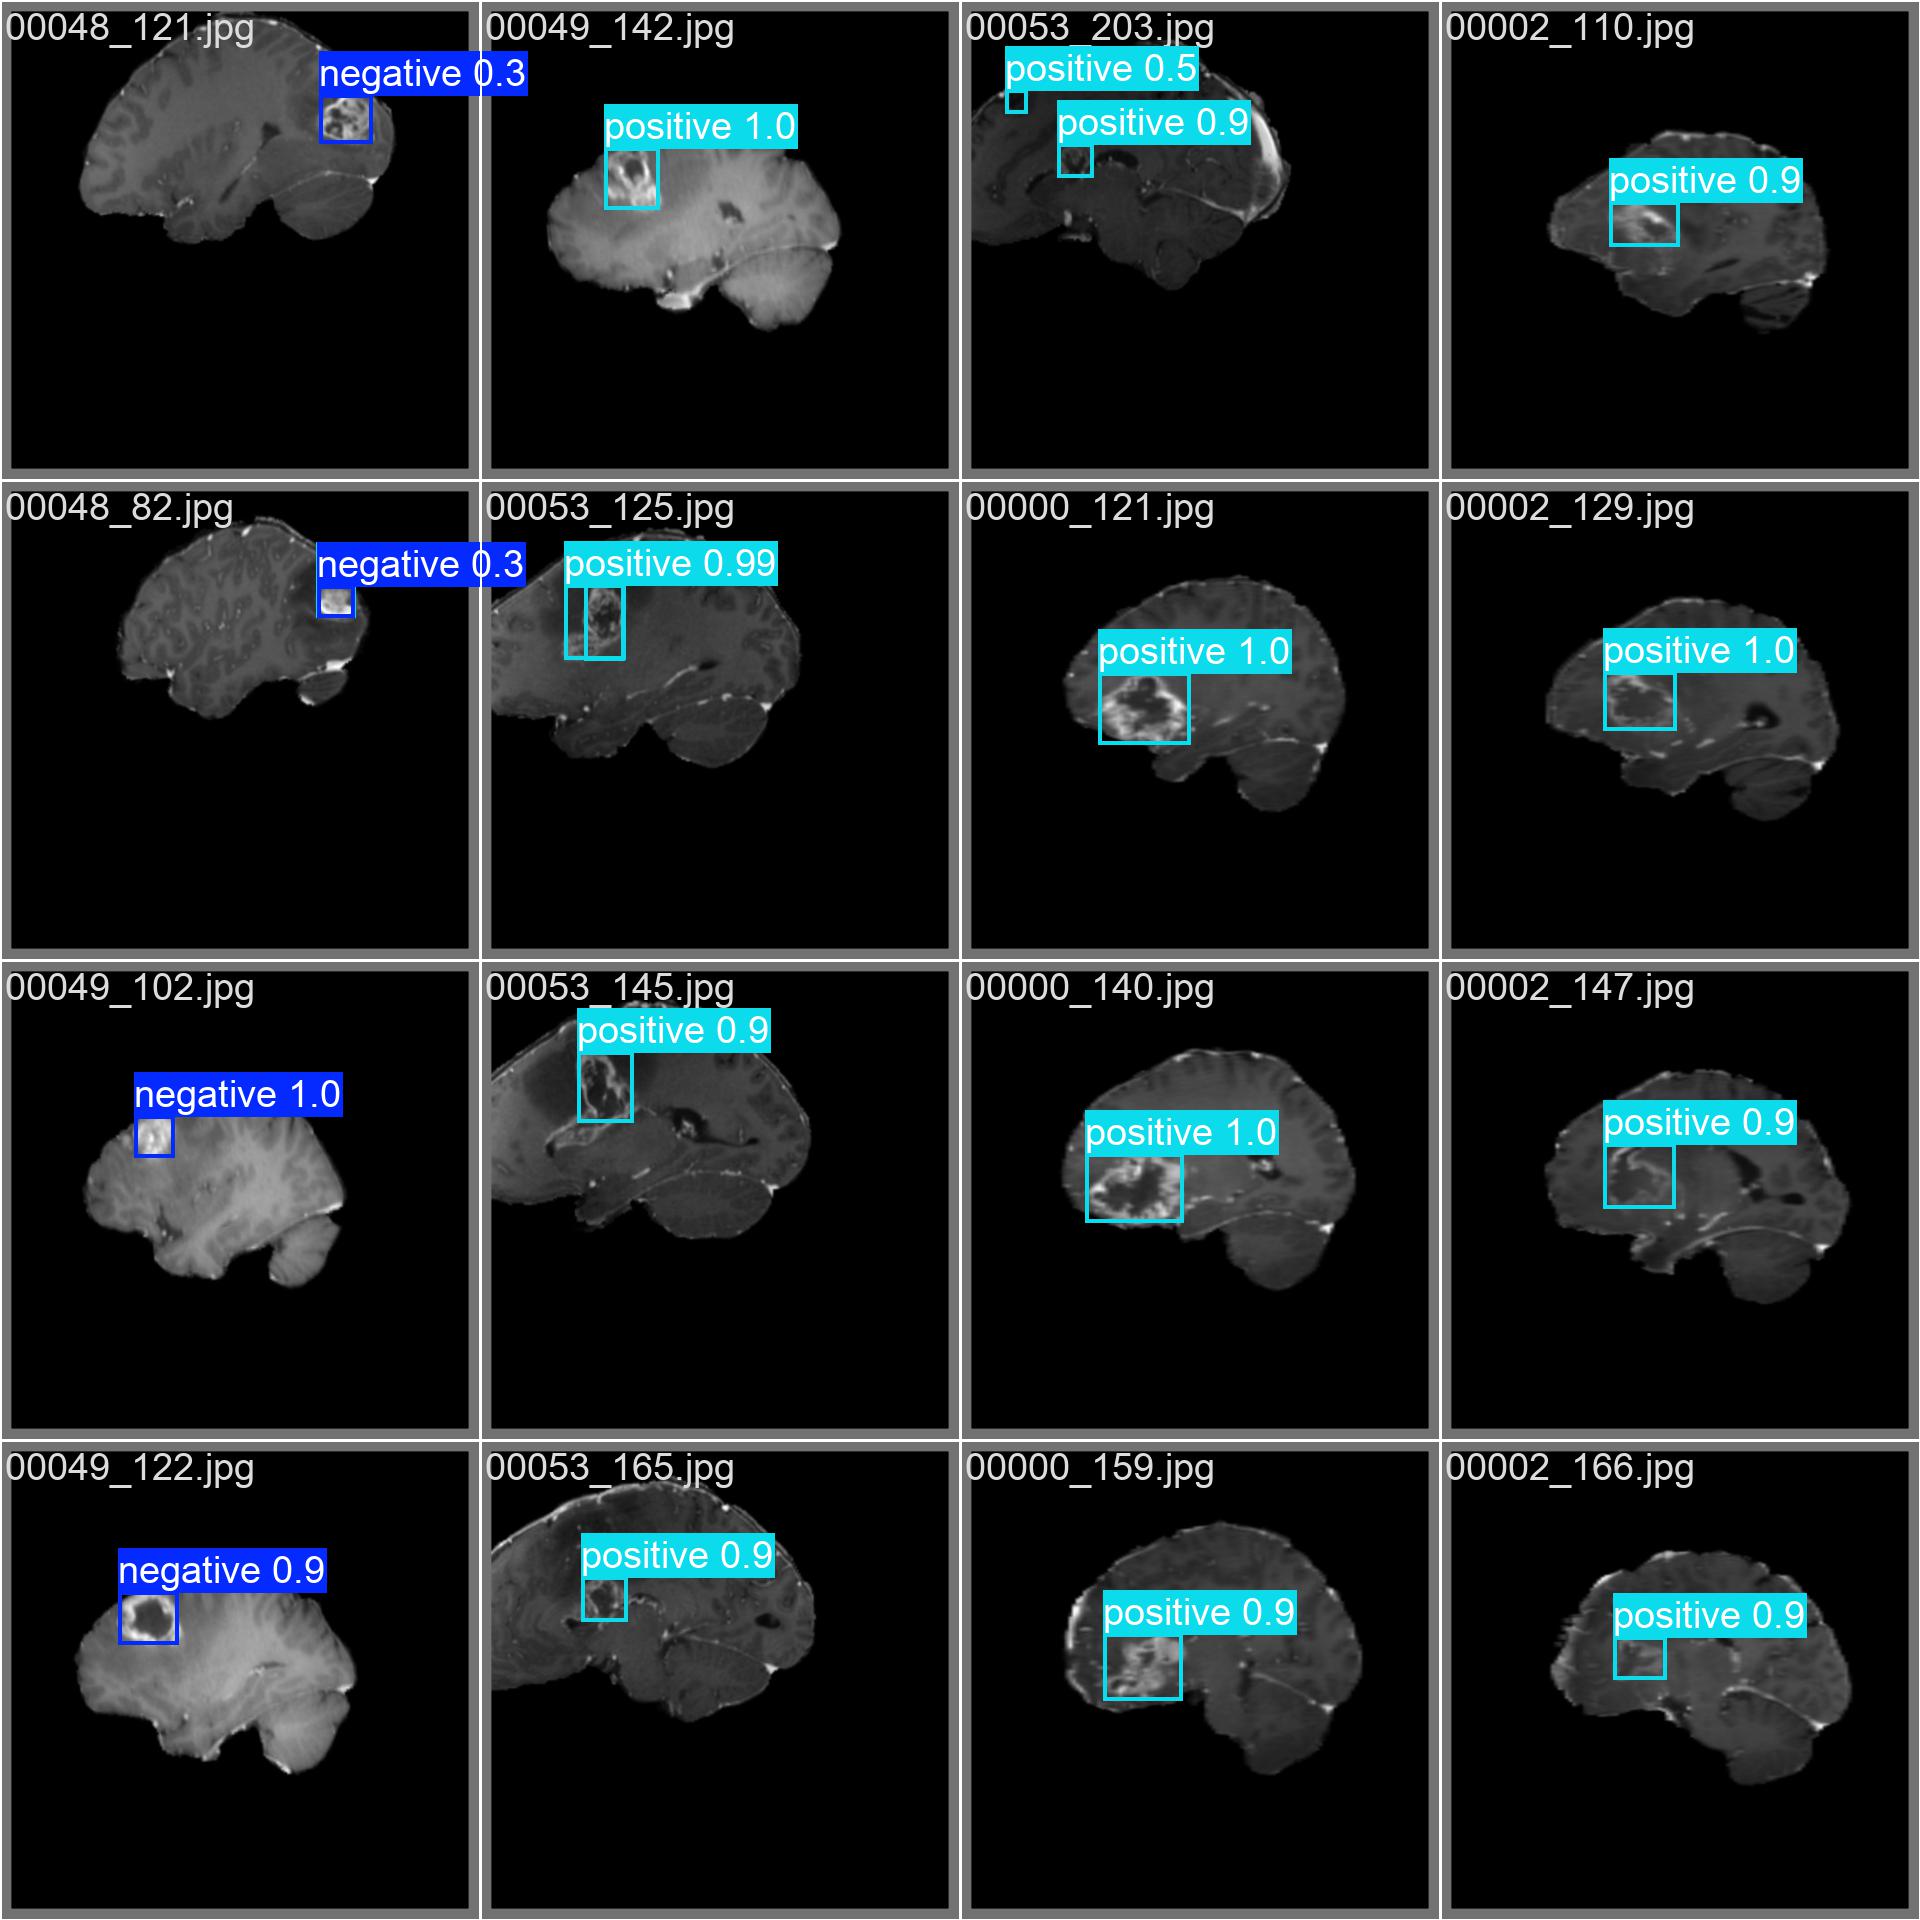 00048_121.jpg
negative 0.3
00049_142.jpg
positive 1.0
00053_203.jpg
positive 0.5
positive 0.9
00002_110.jpg
positive 0.9
00048_82.jpg
negative 0.3
00053_125.jpg
positive 0.99
00000_121.jpg
positive 1.0
00002_129.jpg
positive 1.0
00049_102.jpg
negative 1.0
00053_145.jpg
positive 0.9
00000_140.jpg
positive 1.0
00002_147.jpg
positive 0.9
00049_122.jpg
negative 0.9
00053_165.jpg
positive 0.9
00000_159.jpg
positive 0.9
00002_166.jpg
positive 0.9